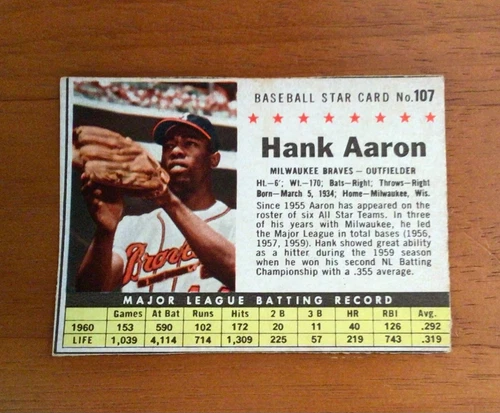 BASEBALL STAR CARD No. 107
Hank Aaron
MILWAUKEE BRAVES — OUTFIELDER
Ht.—6'; Wt.—170; Bats—Right; Throws—Right
Born—March 5, 1934; Home—Milwaukee, Wis.
Since 1955 Aaron has appeared on the
roster of six All Star Teams. In three
of his years with Milwaukee, he led
the Major League in total bases (1956,
1957, 1959). Hank showed great ability
as a hitter during the 1959 season
when he won his second NL Batting
Championship with a .355 average.
Braves
MAJOR LEAGUE BATTING RECORD
Games At Bat Runs Hits 2 B 3 B HR RBI Avg.
1960 153 590 102 172 20 11 40 126 .292
LIFE 1,039 4,114 714 1,309 225 57 219 743 .319